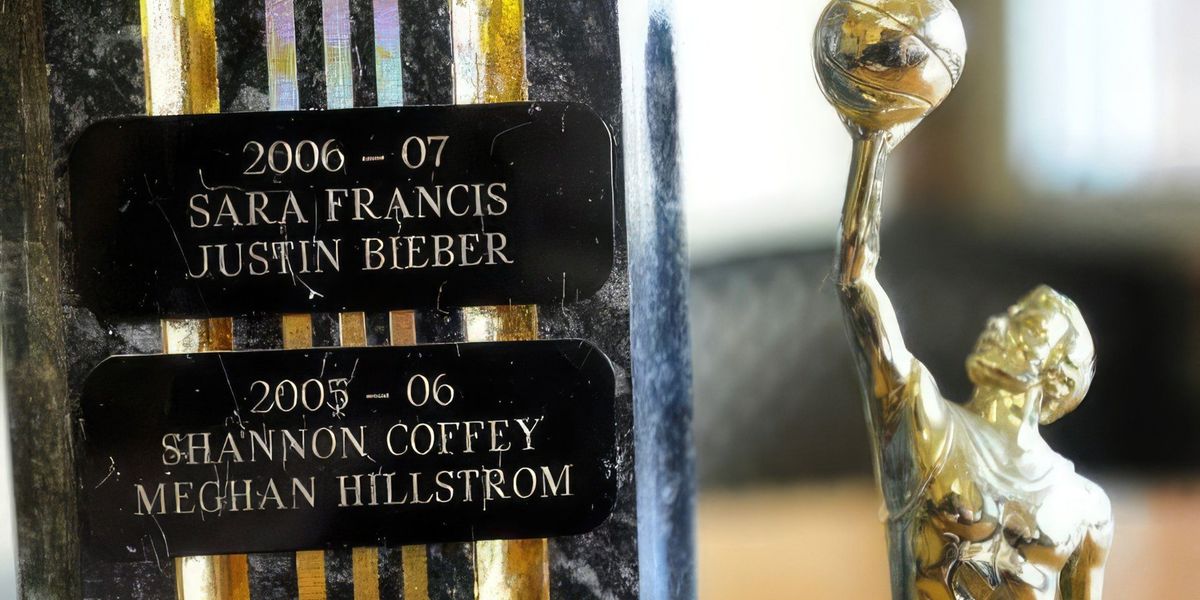 2006 - 07
SARA FRANCIS
JUSTIN BIEBER
2005 - 06
SHANNON COFFEY
MEGHAN HILLSTROM